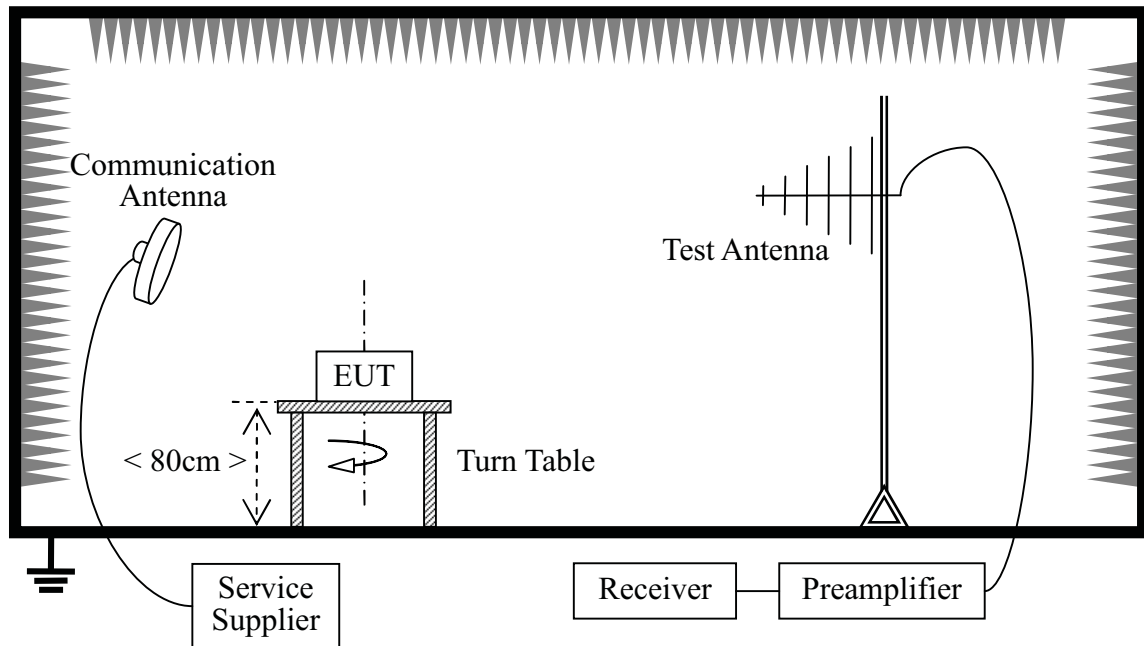 Communication
Antenna
Test Antenna
EUT
< 80cm >
Turn Table
Service
Supplier
Receiver
Preamplifier